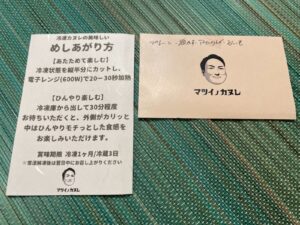 冷凍カヌレの美味しい
めしあがり方
【あたためて楽しむ】
冷凍状態を縦半分にカットし、
電子レンジ(600W)で20ー30秒加熱
【ひんやり楽しむ】
冷凍庫から出して30分程度
お待ちいただくと、外側がカリッと
中はひんやりモチっとした食感を
お楽しみいただけます。
賞味期限 冷凍1ヶ月/冷蔵3日
マツイノカヌレ
プレーン
マツイノカヌレ